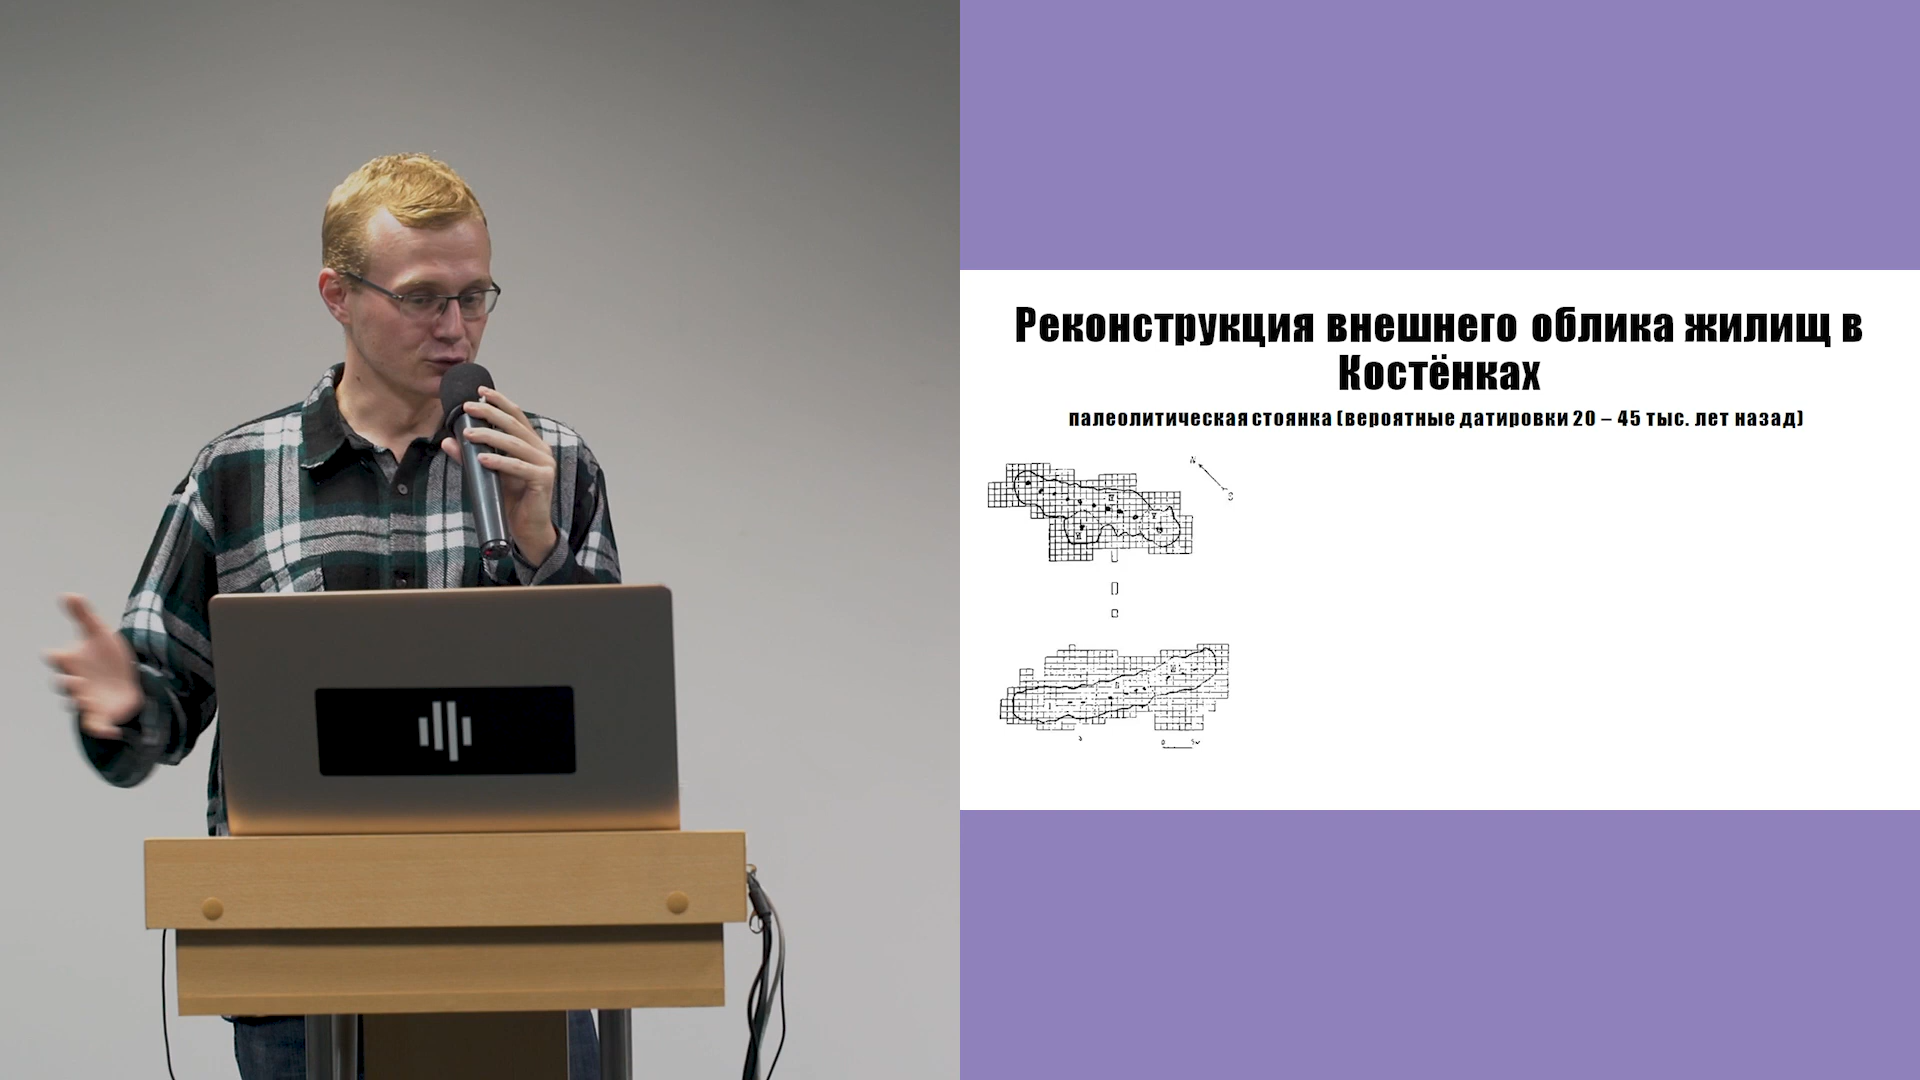 Реконструкция внешнего облика жилищ в
Костёнках
палеолитическая стоянка (вероятные датировки 20 – 45 тыс. лет назад)
N
S